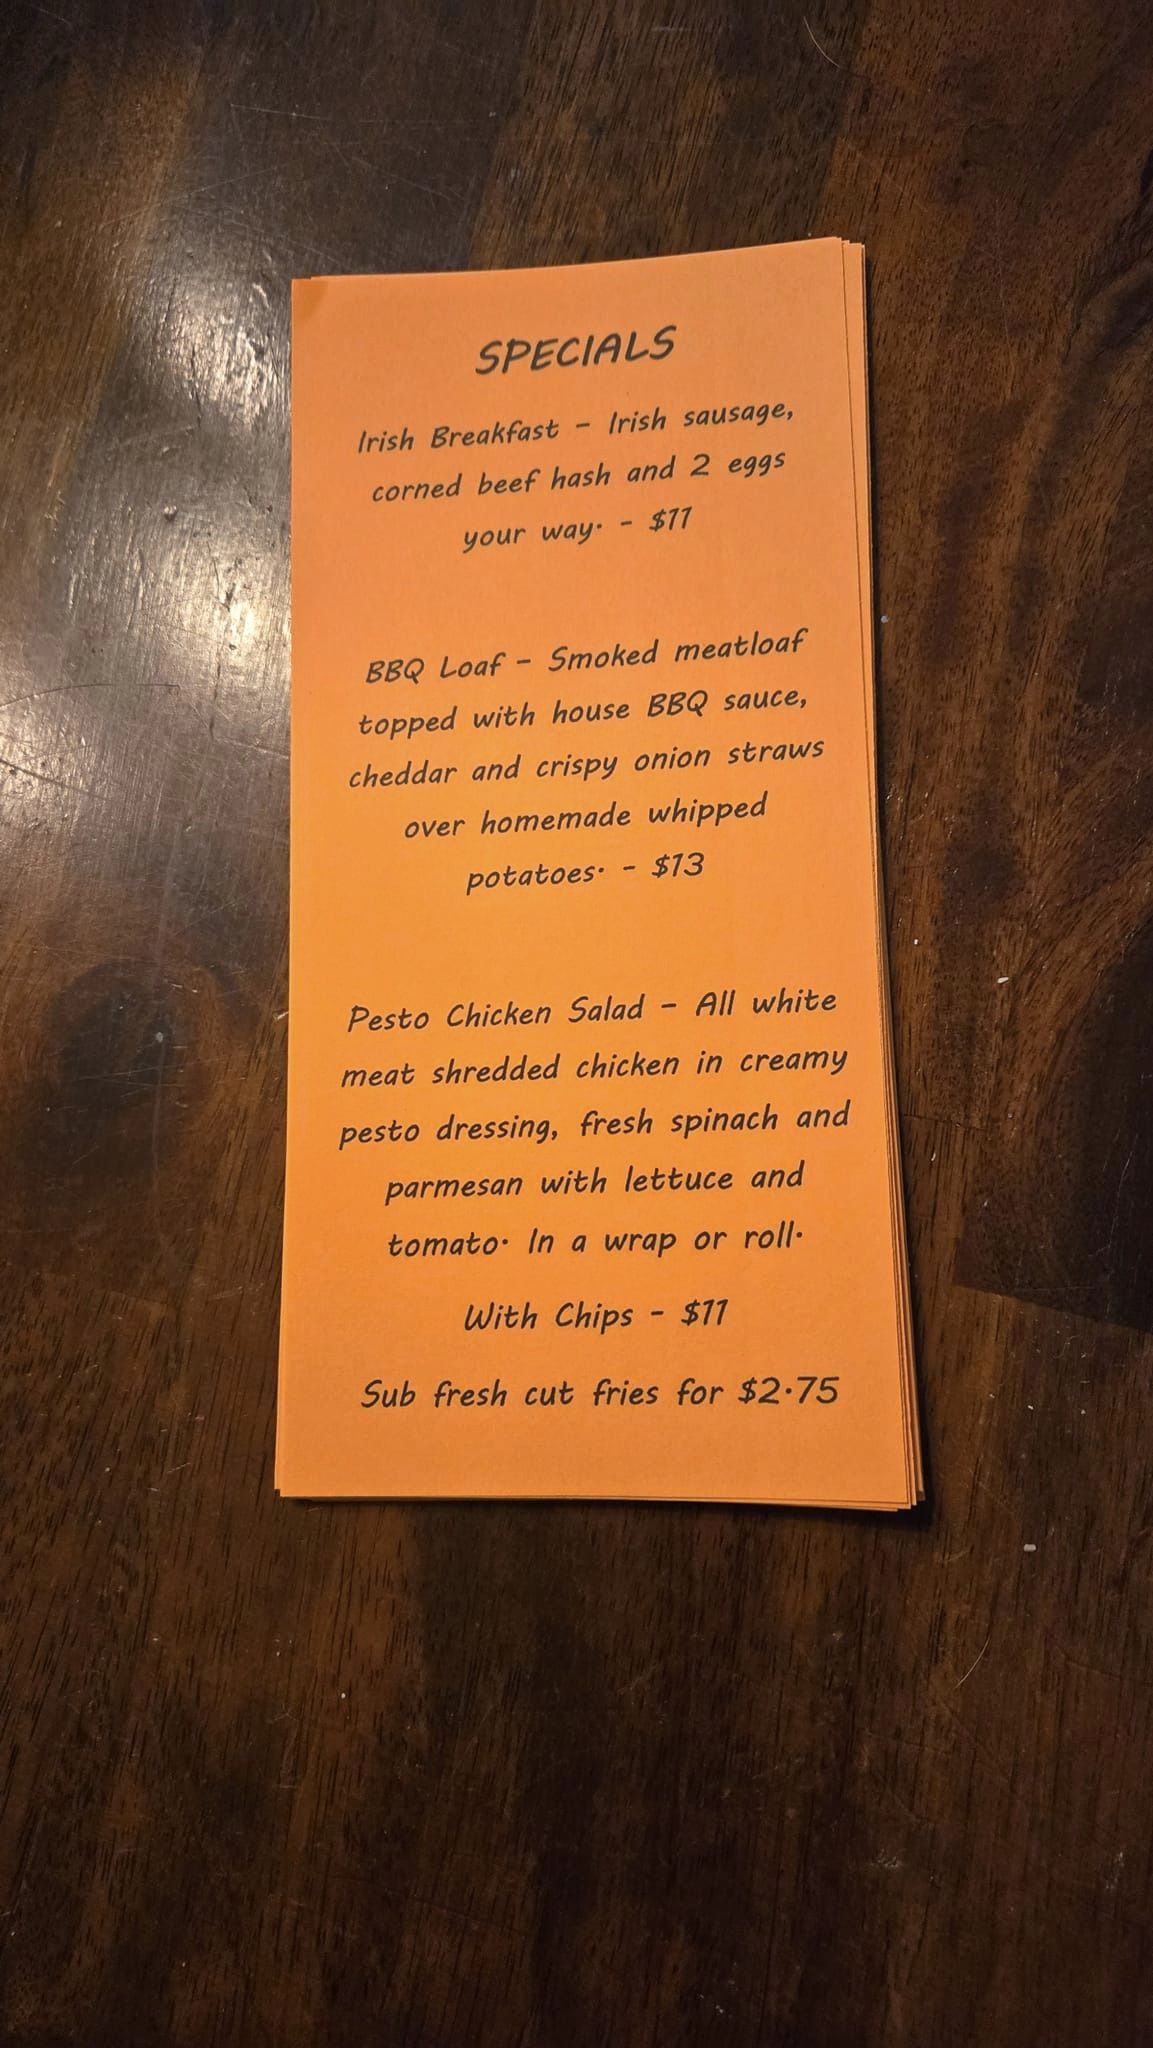 SPECIALS
Irish Breakfast - Irish sausage,
corned beef hash and 2 eggs
your way. - $11
BBQ Loaf - Smoked meatloaf
topped with house BBQ sauce,
cheddar and crispy onion straws
over homemade whipped
potatoes. - $13
Pesto Chicken Salad - All white
meat shredded chicken in creamy
pesto dressing, fresh spinach and
parmesan with lettuce and
tomato. In a wrap or roll.
With Chips - $11
Sub fresh cut fries for $2.75